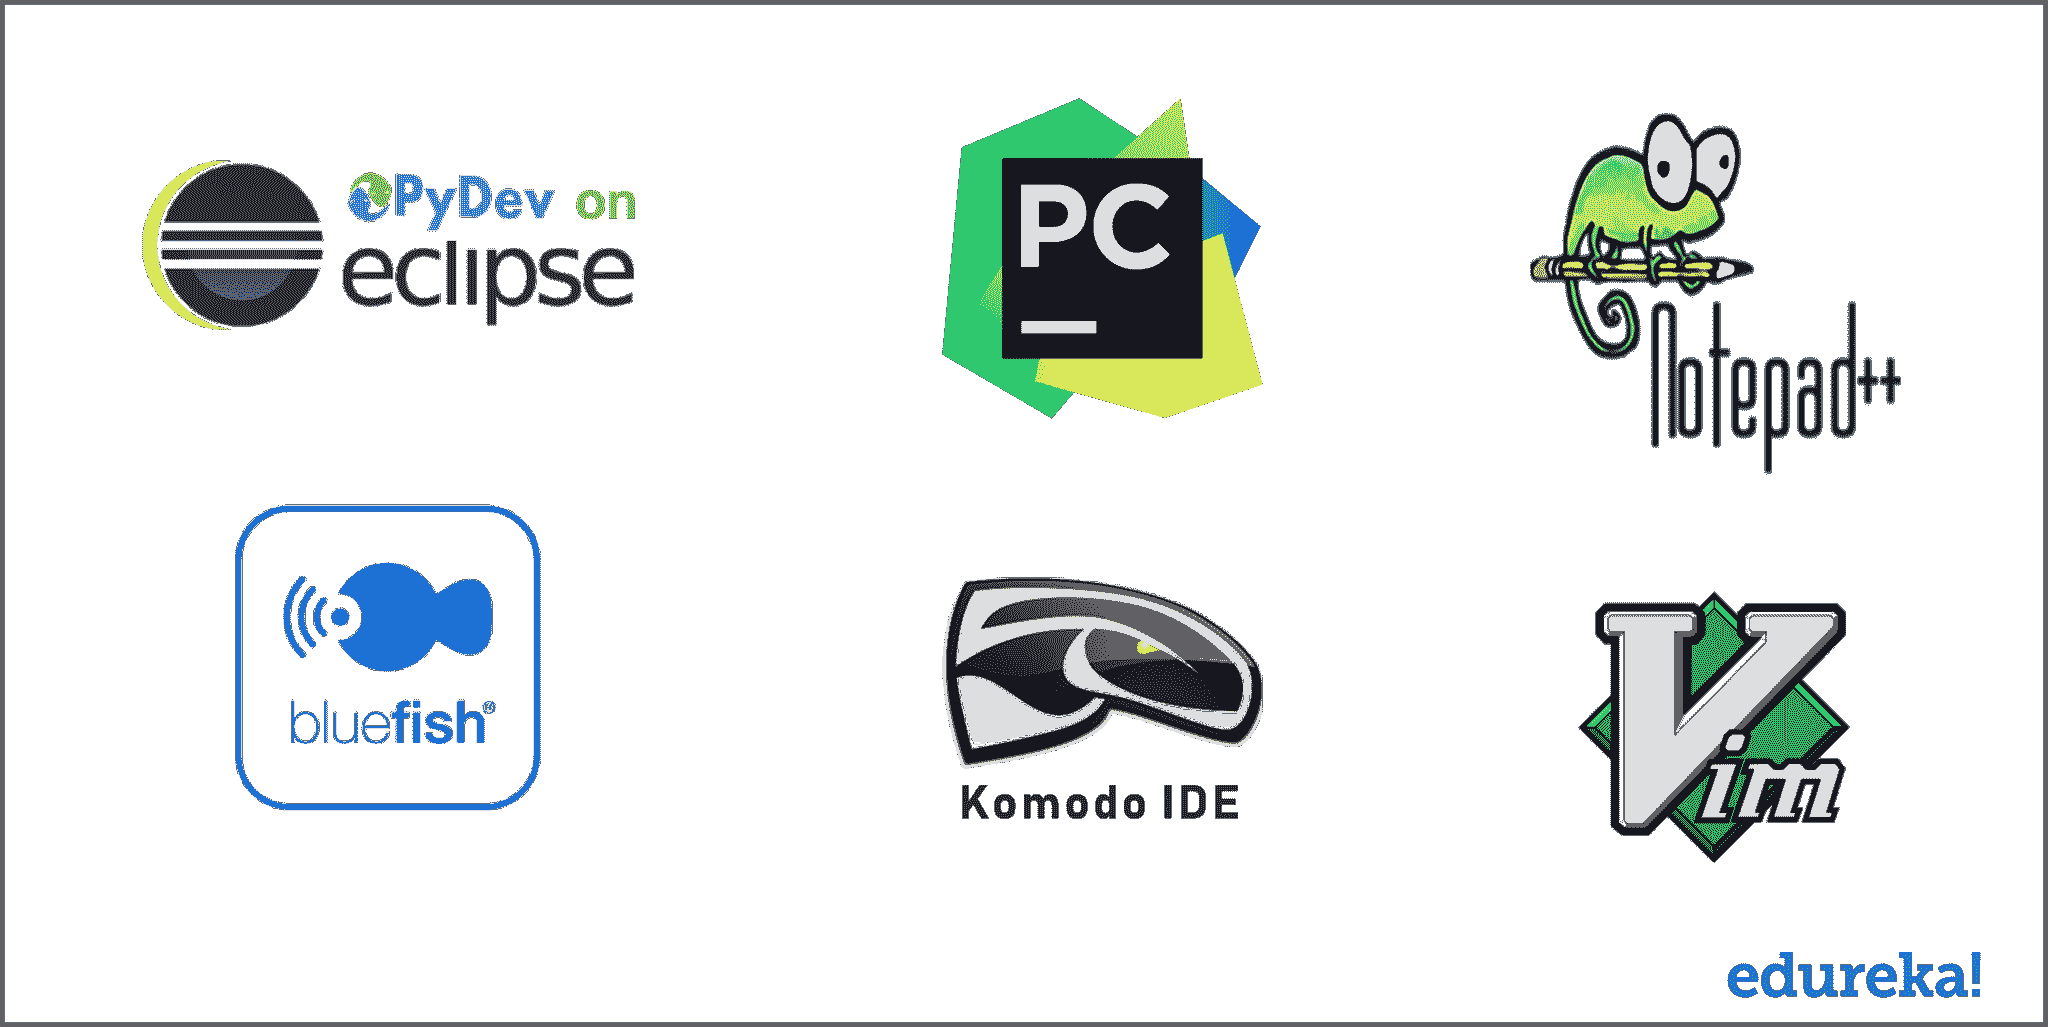 PyDev on
eclipse
PC
Notepad++
bluefish®
Komodo IDE
Vim
edureka!